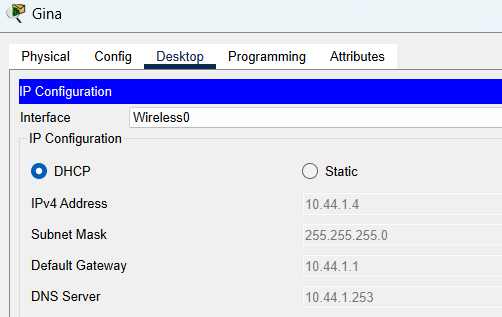 Gina
Physical Config Desktop Programming Attributes
IP Configuration
Interface Wireless0
IP Configuration
DHCP Static
IPv4 Address 10.44.1.4
Subnet Mask 255.255.255.0
Default Gateway 10.44.1.1
DNS Server 10.44.1.253